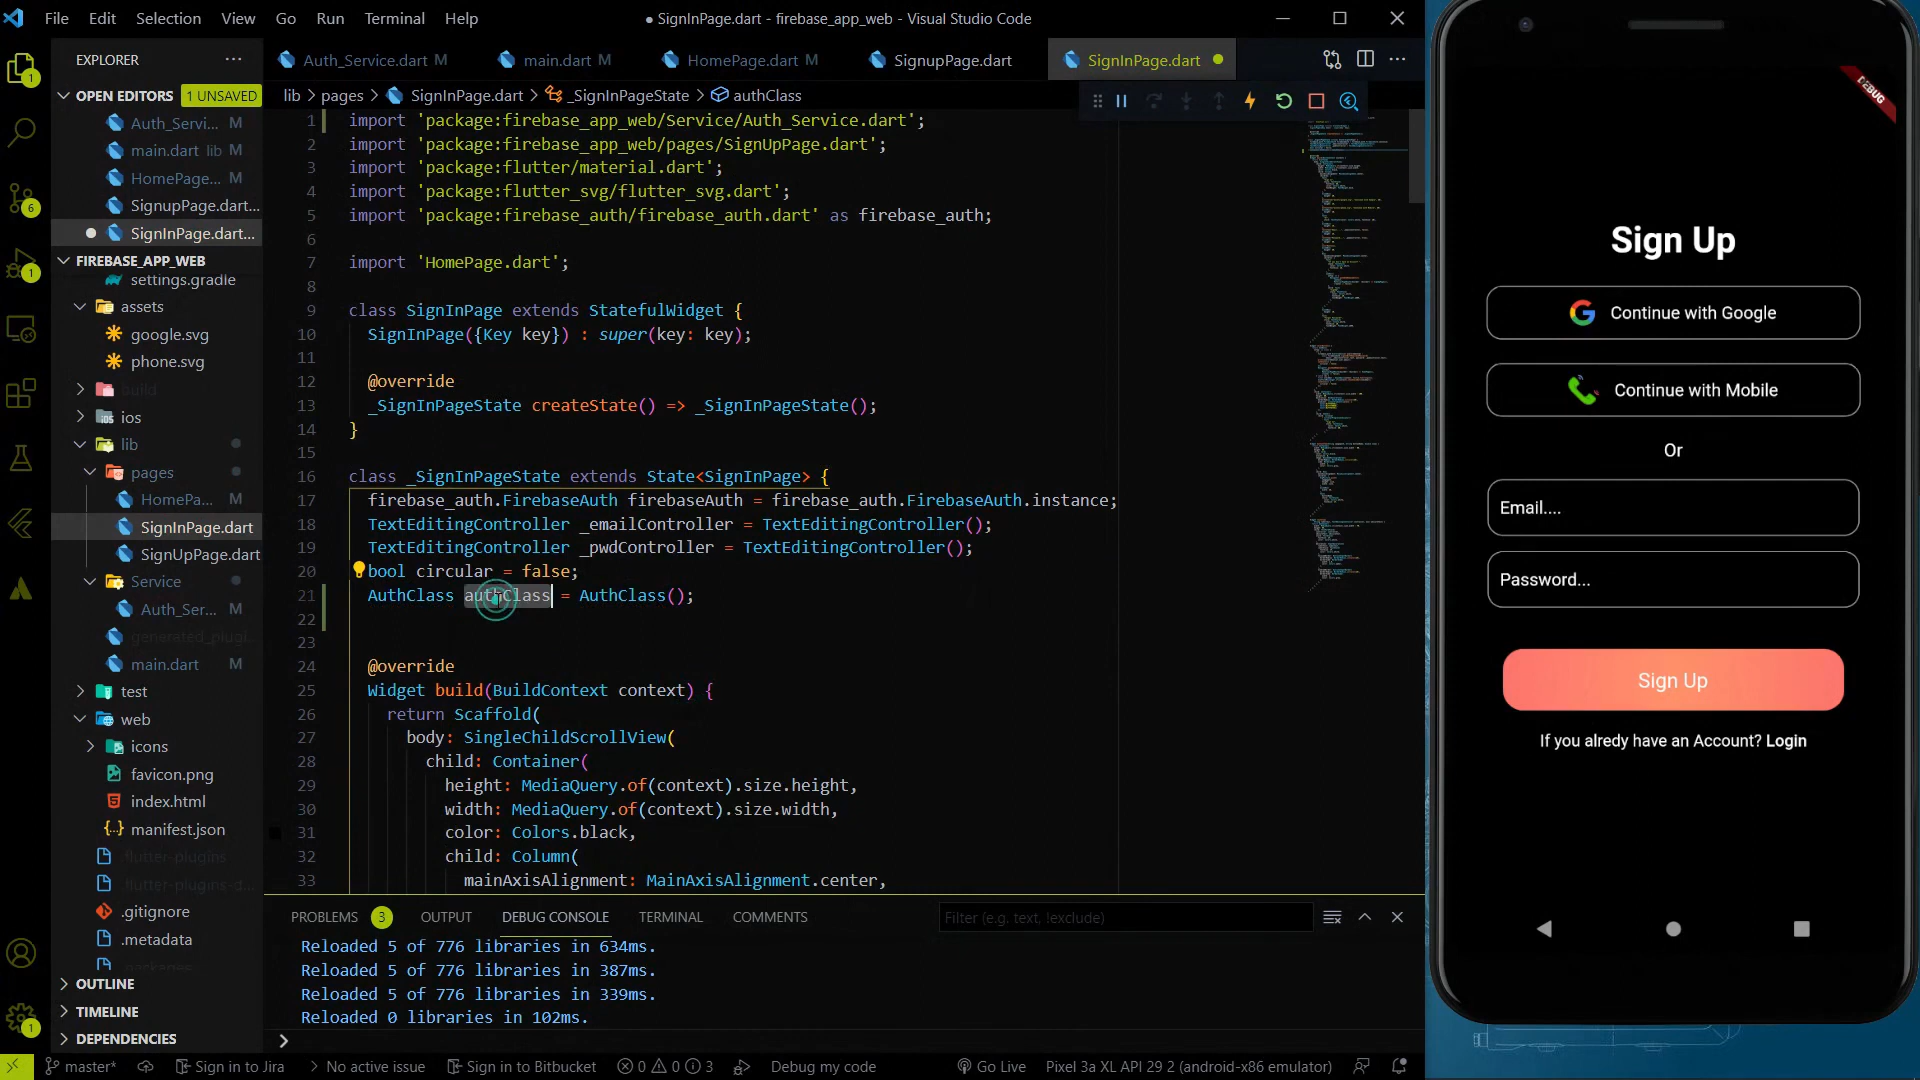 File Edit Selection View Go Run Terminal Help
● SignInPage.dart - firebase_app_web - Visual Studio Code
EXPLORER
Auth_Service.dart M
main.dart M
HomePage.dart M
SignupPage.dart
SignInPage.dart
OPEN EDITORS 1 UNSAVED
lib > pages > SignInPage.dart > _SignInPageState > authClass
Auth_Servi... M
main.dart lib M
HomePage... M
SignupPage.dart...
SignInPage.dart...
FIREBASE_APP_WEB
settings.gradle
assets
google.svg
phone.svg
build
ios
lib
pages
HomePa... M
SignInPage.dart
SignUpPage.dart
Service
Auth_Ser... M
generated_plugi...
main.dart M
test
web
icons
favicon.png
index.html
manifest.json
.flutter-plugins
.flutter-plugins-d...
.gitignore
.metadata
.packages
OUTLINE
TIMELINE
DEPENDENCIES
1 import 'package:firebase_app_web/Service/Auth_Service.dart';
2 import 'package:firebase_app_web/pages/SignUpPage.dart';
3 import 'package:flutter/material.dart';
4 import 'package:flutter_svg/flutter_svg.dart';
5 import 'package:firebase_auth/firebase_auth.dart' as firebase_auth;
6
7 import 'HomePage.dart';
8
9 class SignInPage extends StatefulWidget {
10 SignInPage({Key key}) : super(key: key);
11
12 @override
13 _SignInPageState createState() => _SignInPageState();
14 }
15
16 class _SignInPageState extends State<SignInPage> {
17 firebase_auth.FirebaseAuth firebaseAuth = firebase_auth.FirebaseAuth.instance;
18 TextEditingController _emailController = TextEditingController();
19 TextEditingController _pwdController = TextEditingController();
20 bool circular = false;
21 AuthClass authClass = AuthClass();
22
23
24 @override
25 Widget build(BuildContext context) {
26 return Scaffold(
27 body: SingleChildScrollView(
28 child: Container(
29 height: MediaQuery.of(context).size.height,
30 width: MediaQuery.of(context).size.width,
31 color: Colors.black,
32 child: Column(
33 mainAxisAlignment: MainAxisAlignment.center,
PROBLEMS 3 OUTPUT DEBUG CONSOLE TERMINAL COMMENTS
Filter (e.g. text, !exclude)
Reloaded 5 of 776 libraries in 634ms.
Reloaded 5 of 776 libraries in 387ms.
Reloaded 5 of 776 libraries in 339ms.
Reloaded 0 libraries in 102ms.
1
6
1
1
master* Sign in to Jira No active issue Sign in to Bitbucket 0 0 3 Debug my code Go Live Pixel 3a XL API 29 2 (android-x86 emulator)
DEBUG
Sign Up
Continue with Google
Continue with Mobile
Or
Email....
Password...
Sign Up
If you alredy have an Account? Login